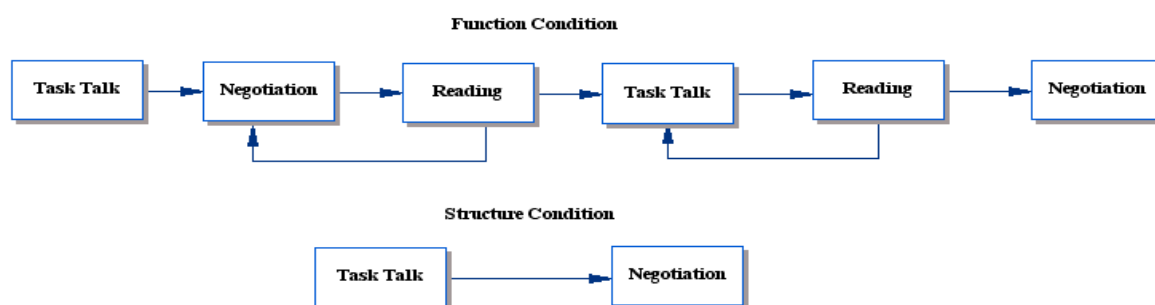 Function Condition
Task Talk
Negotiation
Reading
Task Talk
Reading
Negotiation
Structure Condition
Task Talk
Negotiation